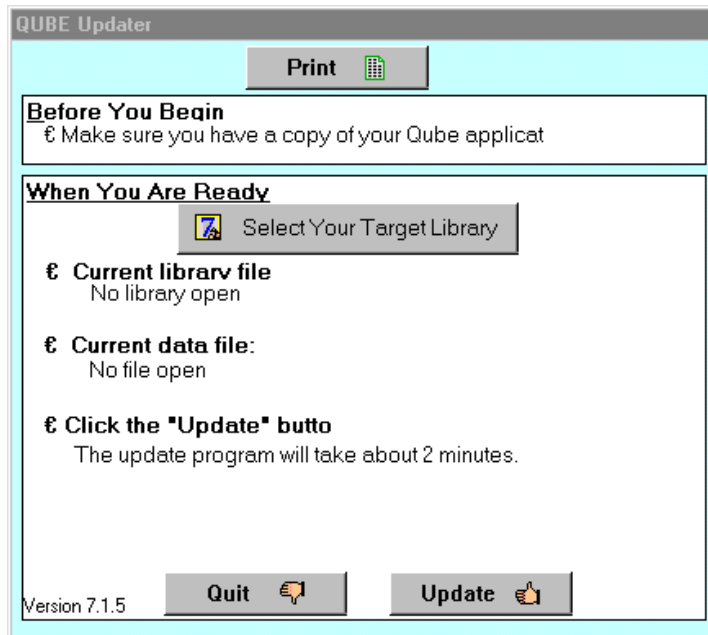 QUBE Updater
Print
Before You Begin
€ Make sure you have a copy of your Qube applicat
When You Are Ready
7
Select Your Target Library
€ Current library file
No library open
€ Current data file:
No file open
€ Click the "Update" butto
The update program will take about 2 minutes.
Quit
Update
Version 7.1.5